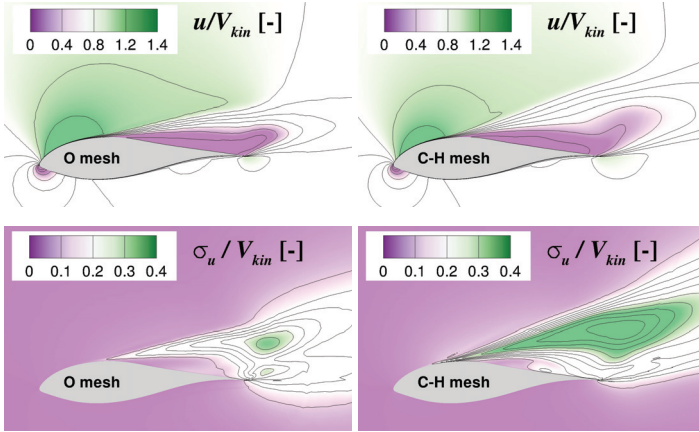 u/V_kin [-]
0 0.4 0.8 1.2 1.4
O mesh
u/V_kin [-]
0 0.4 0.8 1.2 1.4
C-H mesh
σ_u / V_kin [-]
0 0.1 0.2 0.3 0.4
O mesh
σ_u / V_kin [-]
0 0.1 0.2 0.3 0.4
C-H mesh